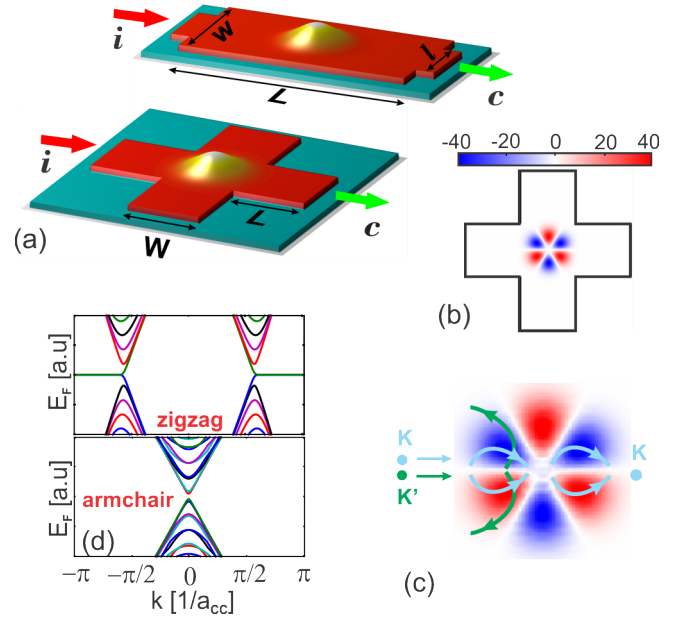 i
W
l
L
c
i
L
W
c
(a)
-40 -20 0 20 40
(b)
E_F [a.u]
zigzag
E_F [a.u]
armchair
(d)
−π −π/2 0 π/2 π
k [1/a_cc]
K
K
K'
(c)